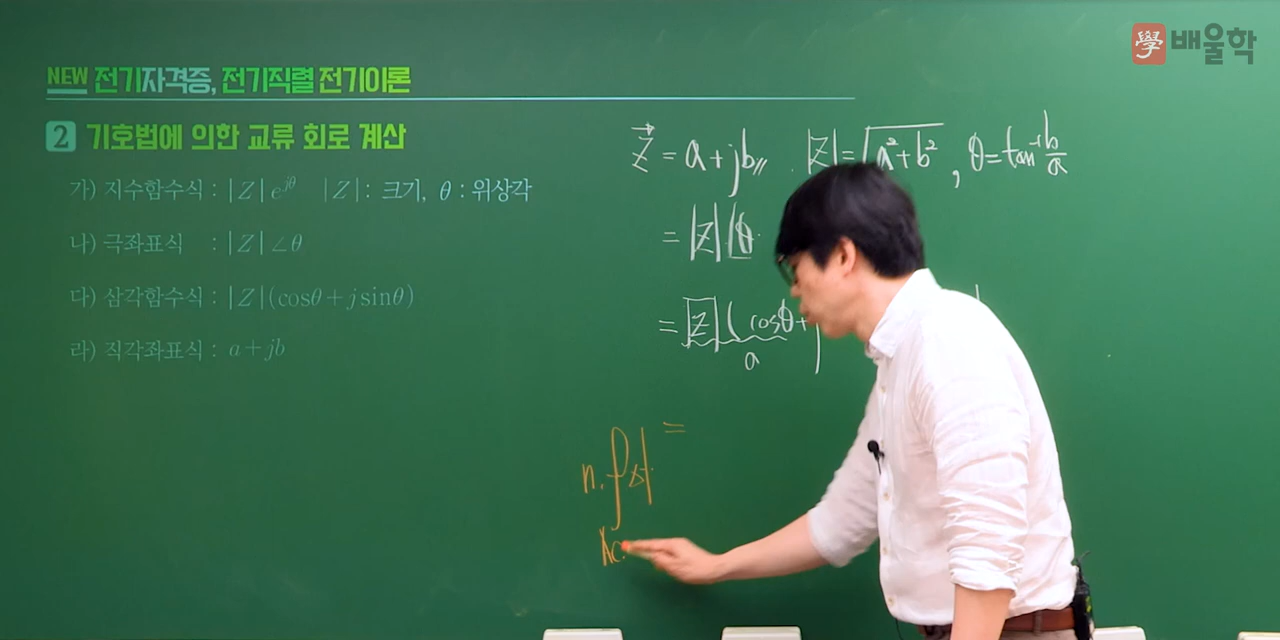 學 배울학
NEW 전기자격증, 전기직렬 전기이론
2 기호법에 의한 교류 회로 계산
가) 지수함수식 : |Z|e^{jθ} |Z| : 크기, θ : 위상각
나) 극좌표식 : |Z|∠θ
다) 삼각함수식 : |Z|(cosθ + j sinθ)
라) 직각좌표식 : a + jb
Z⃗ = a + jb, |Z| = √(a² + b²), θ = tan⁻¹ b/a
= |Z|∠θ
= |Z|( cosθ + j
a
=
n.